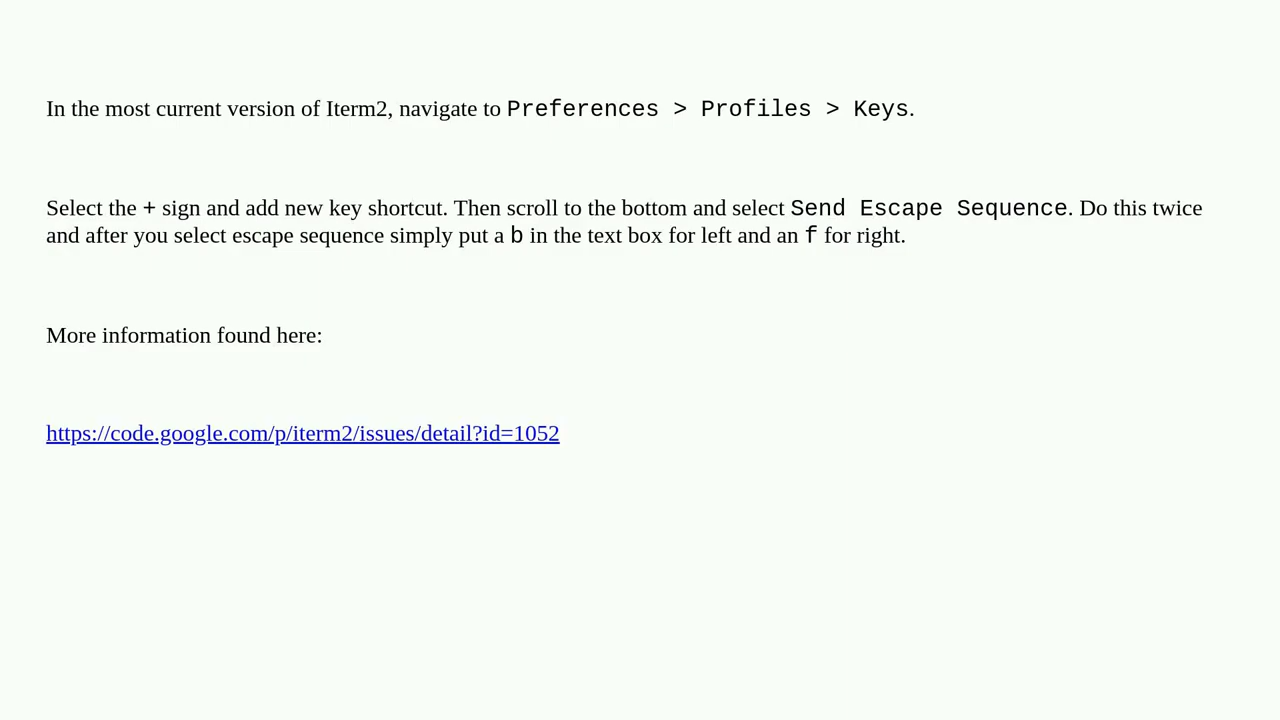 In the most current version of Iterm2, navigate to Preferences > Profiles > Keys.
Select the + sign and add new key shortcut. Then scroll to the bottom and select Send Escape Sequence. Do this twice
and after you select escape sequence simply put a b in the text box for left and an f for right.
More information found here:
https://code.google.com/p/iterm2/issues/detail?id=1052